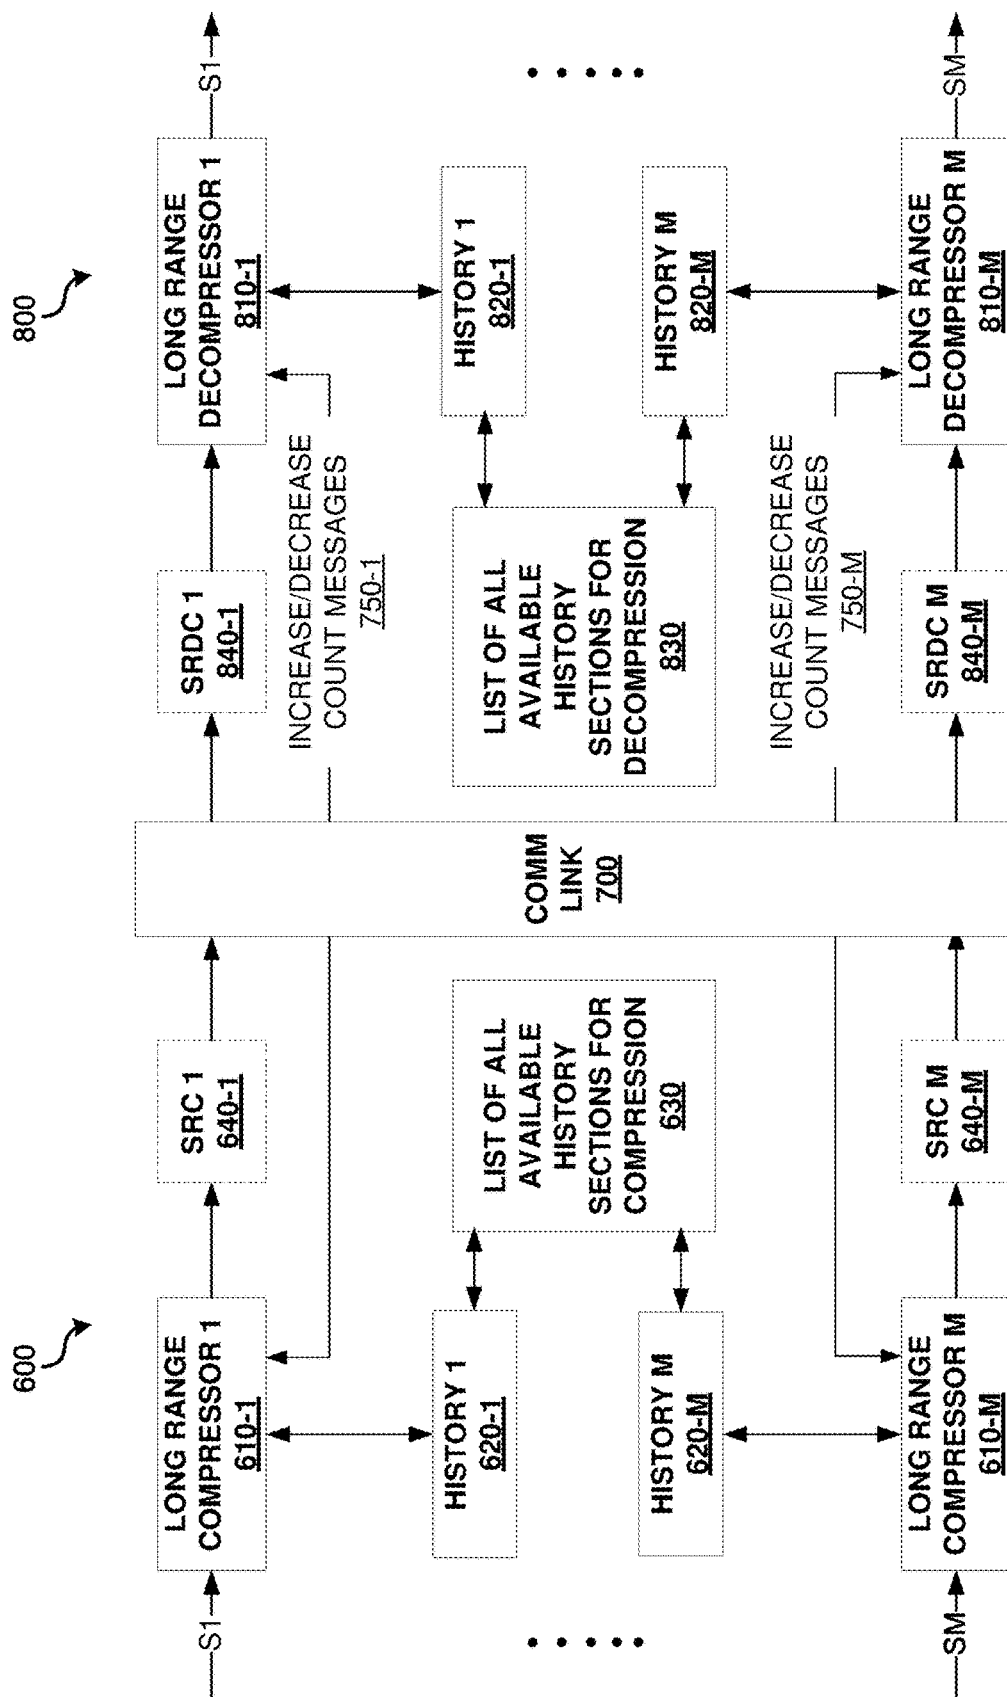 600
800
S1
LONG RANGE
COMPRESSOR 1
610-1
SRC 1
640-1
SRDC 1
840-1
LONG RANGE
DECOMPRESSOR 1
810-1
S1
INCREASE/DECREASE
COUNT MESSAGES
750-1
HISTORY 1
620-1
LIST OF ALL
AVAILABLE
HISTORY
SECTIONS FOR
COMPRESSION
630
COMM
LINK
700
LIST OF ALL
AVAILABLE
HISTORY
SECTIONS FOR
DECOMPRESSION
830
HISTORY 1
820-1
HISTORY M
620-M
HISTORY M
820-M
INCREASE/DECREASE
COUNT MESSAGES
750-M
SM
LONG RANGE
COMPRESSOR M
610-M
SRC M
640-M
SRDC M
840-M
LONG RANGE
DECOMPRESSOR M
810-M
SM